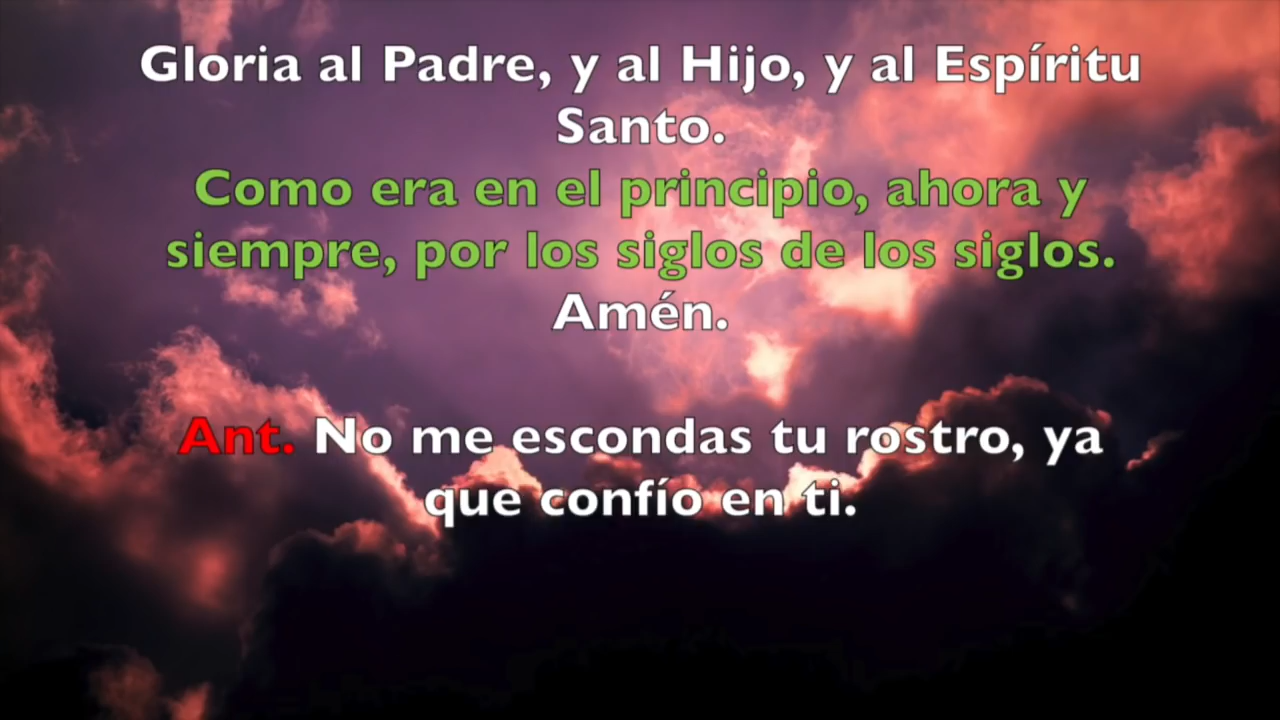 Gloria al Padre, y al Hijo, y al Espíritu
Santo.
Como era en el principio, ahora y
siempre, por los siglos de los siglos.
Amén.
Ant. No me escondas tu rostro, ya
que confío en ti.